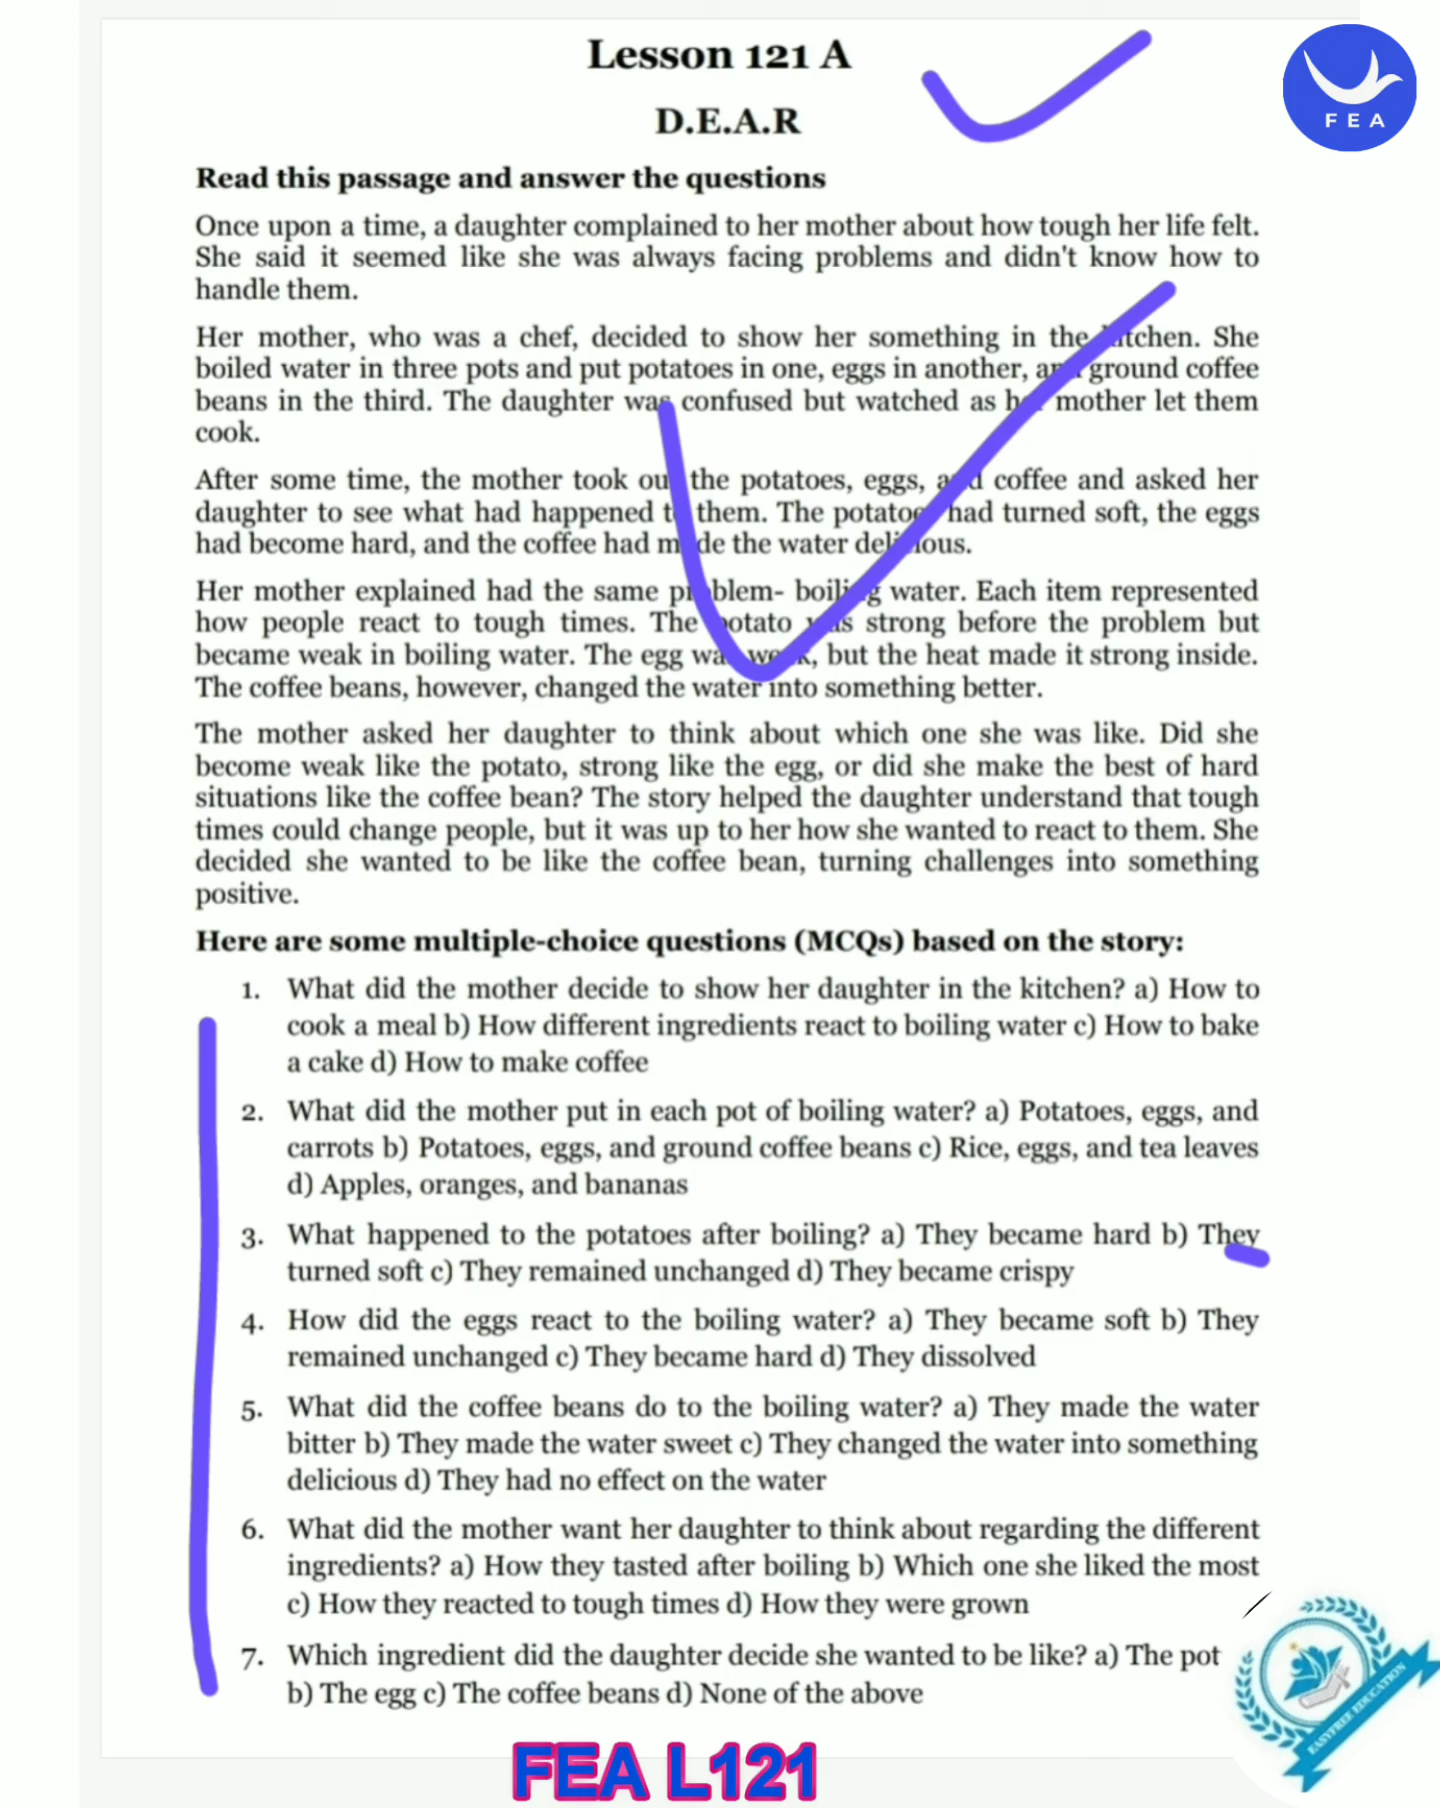 Lesson 121 A
FEA
D.E.A.R
Read this passage and answer the questions
Once upon a time, a daughter complained to her mother about how tough her life felt.
She said it seemed like she was always facing problems and didn't know how to
handle them.
Her mother, who was a chef, decided to show her something in the kitchen. She
boiled water in three pots and put potatoes in one, eggs in another, and ground coffee
beans in the third. The daughter was confused but watched as her mother let them
cook.
After some time, the mother took out the potatoes, eggs, and coffee and asked her
daughter to see what had happened to them. The potatoes had turned soft, the eggs
had become hard, and the coffee had made the water delicious.
Her mother explained had the same problem- boiling water. Each item represented
how people react to tough times. The potato was strong before the problem but
became weak in boiling water. The egg was weak, but the heat made it strong inside.
The coffee beans, however, changed the water into something better.
The mother asked her daughter to think about which one she was like. Did she
become weak like the potato, strong like the egg, or did she make the best of hard
situations like the coffee bean? The story helped the daughter understand that tough
times could change people, but it was up to her how she wanted to react to them. She
decided she wanted to be like the coffee bean, turning challenges into something
positive.
Here are some multiple-choice questions (MCQs) based on the story:
1. What did the mother decide to show her daughter in the kitchen? a) How to
cook a meal b) How different ingredients react to boiling water c) How to bake
a cake d) How to make coffee
2. What did the mother put in each pot of boiling water? a) Potatoes, eggs, and
carrots b) Potatoes, eggs, and ground coffee beans c) Rice, eggs, and tea leaves
d) Apples, oranges, and bananas
3. What happened to the potatoes after boiling? a) They became hard b) They
turned soft c) They remained unchanged d) They became crispy
4. How did the eggs react to the boiling water? a) They became soft b) They
remained unchanged c) They became hard d) They dissolved
5. What did the coffee beans do to the boiling water? a) They made the water
bitter b) They made the water sweet c) They changed the water into something
delicious d) They had no effect on the water
6. What did the mother want her daughter to think about regarding the different
ingredients? a) How they tasted after boiling b) Which one she liked the most
c) How they reacted to tough times d) How they were grown
7. Which ingredient did the daughter decide she wanted to be like? a) The pot
b) The egg c) The coffee beans d) None of the above
EASYFREE EDUCATION
FEA L121